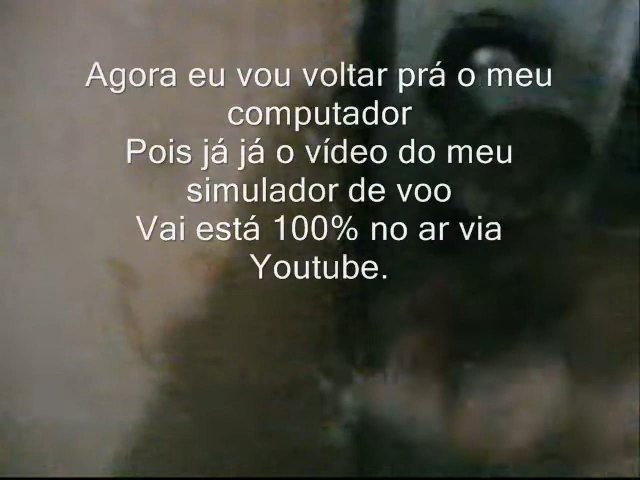 Agora eu vou voltar prá o meu
computador
Pois já já o vídeo do meu
simulador de voo
Vai está 100% no ar via
Youtube.